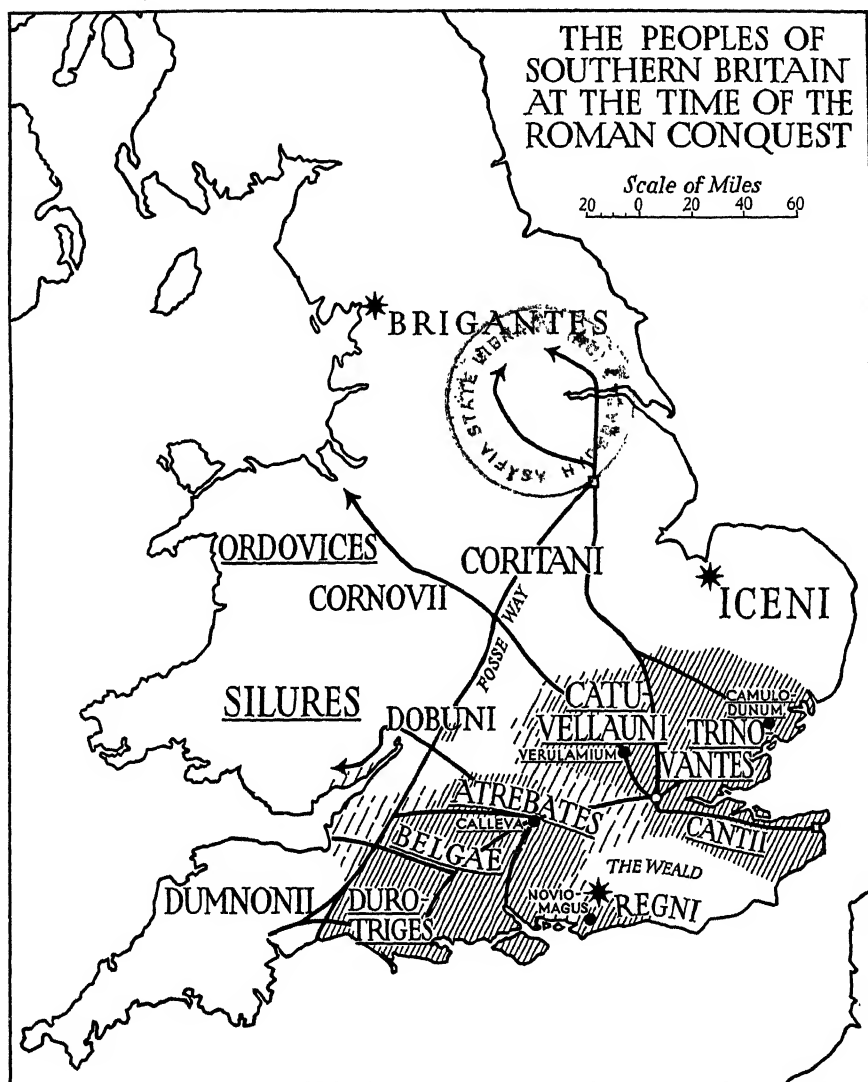 THE PEOPLES OF
SOUTHERN BRITAIN
AT THE TIME OF THE
ROMAN CONQUEST
Scale of Miles
20 0 20 40 60
BRIGANTES
ASAFIA STATE
ORDOVICES
CORITANI
CORNOVII
ICENI
FOSSE WAY
SILURES
DOBUNI
CATU-
VELLAUNI
VERULAMIUM
CAMULO-
DUNUM
TRINO-
VANTES
ATREBATES
CALLEVA
BELGAE
CANTII
THE WEALD
DUMNONII
DURO-
TRIGES
NOVIO-
MAGUS
REGNI